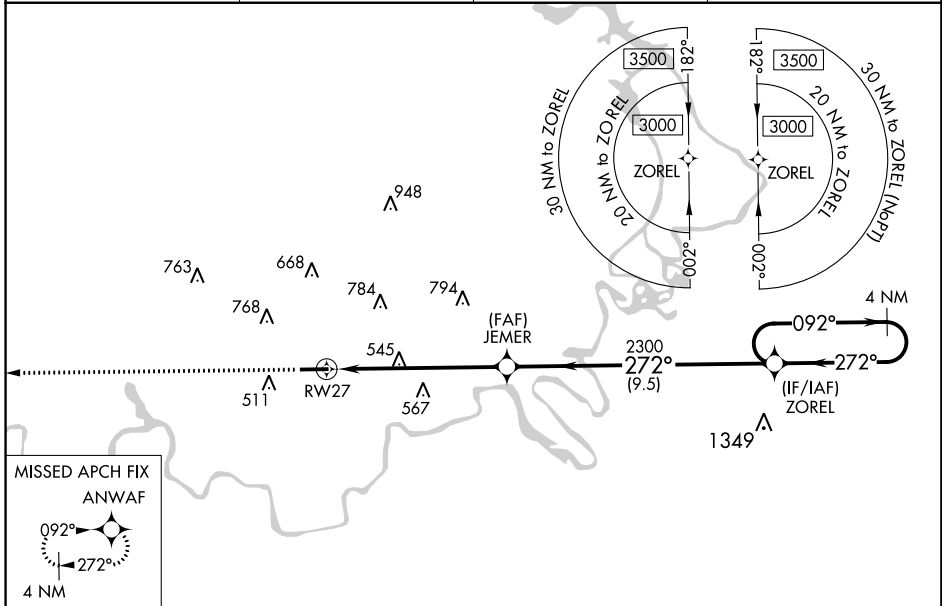 3500
182°
30 NM to ZOREL
20 NM to ZOREL
3000
ZOREL
002°
182°
3500
30 NM to ZOREL (NoPT)
20 NM to ZOREL
3000
ZOREL
002°
948
763
668
768
784
794
4 NM
092°
(FAF)
JEMER
545
2300
272°
(9.5)
272°
RW27
511
567
(IF/IAF)
ZOREL
1349
MISSED APCH FIX
ANWAF
092°
272°
4 NM